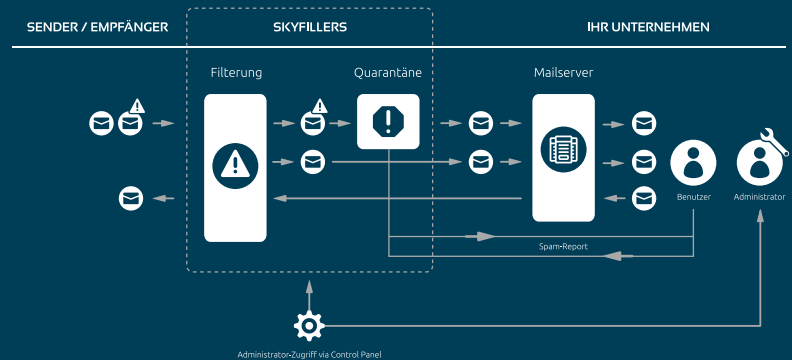 SENDER / EMPFÄNGER
SKYFILLERS
IHR UNTERNEHMEN
Filterung
Quarantäne
Mailserver
Benutzer
Administrator
Spam-Report
Administrator-Zugriff via Control Panel